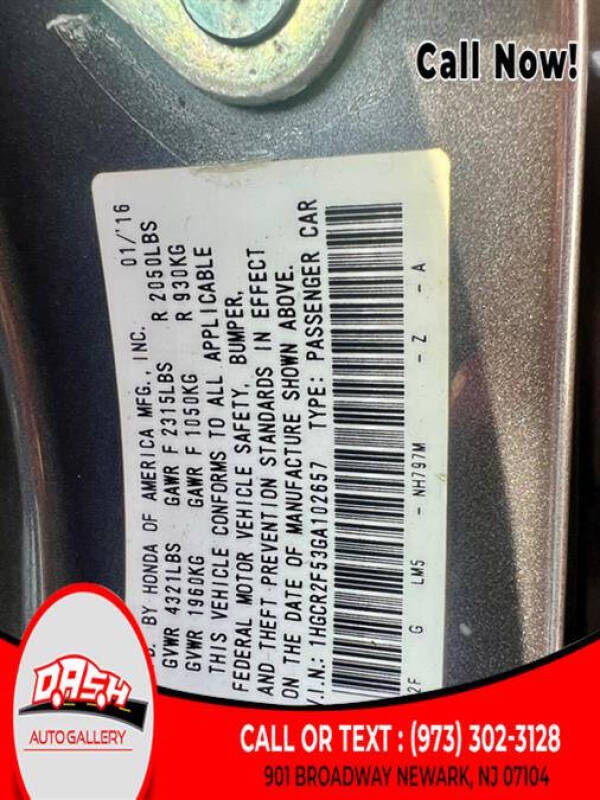 Call Now!
BY HONDA OF AMERICA MFG., INC. 01/'16
GVWR 4321LBS GAWR F 2315LBS R 2050LBS
GVWR 1960KG GAWR F 1050KG R 930KG
THIS VEHICLE CONFORMS TO ALL APPLICABLE
FEDERAL MOTOR VEHICLE SAFETY, BUMPER,
AND THEFT PREVENTION STANDARDS IN EFFECT
ON THE DATE OF MANUFACTURE SHOWN ABOVE.
V.I.N.: 1HGCR2F53GA102657 TYPE: PASSENGER CAR
2F G LM5 - NH797M - Z - A
DASH
AUTO GALLERY
CALL OR TEXT : (973) 302-3128
901 BROADWAY NEWARK, NJ 07104